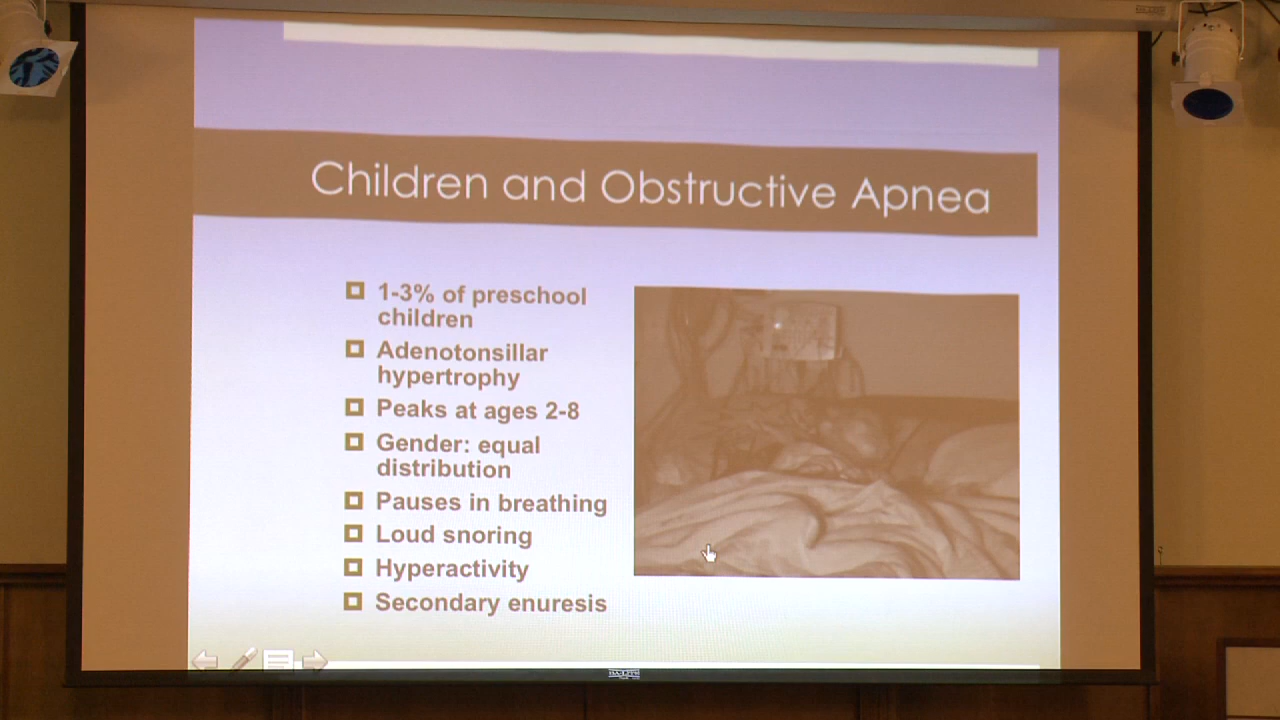 Children and Obstructive Apnea
1-3% of preschool
children
Adenotonsillar
hypertrophy
Peaks at ages 2-8
Gender: equal
distribution
Pauses in breathing
Loud snoring
Hyperactivity
Secondary enuresis